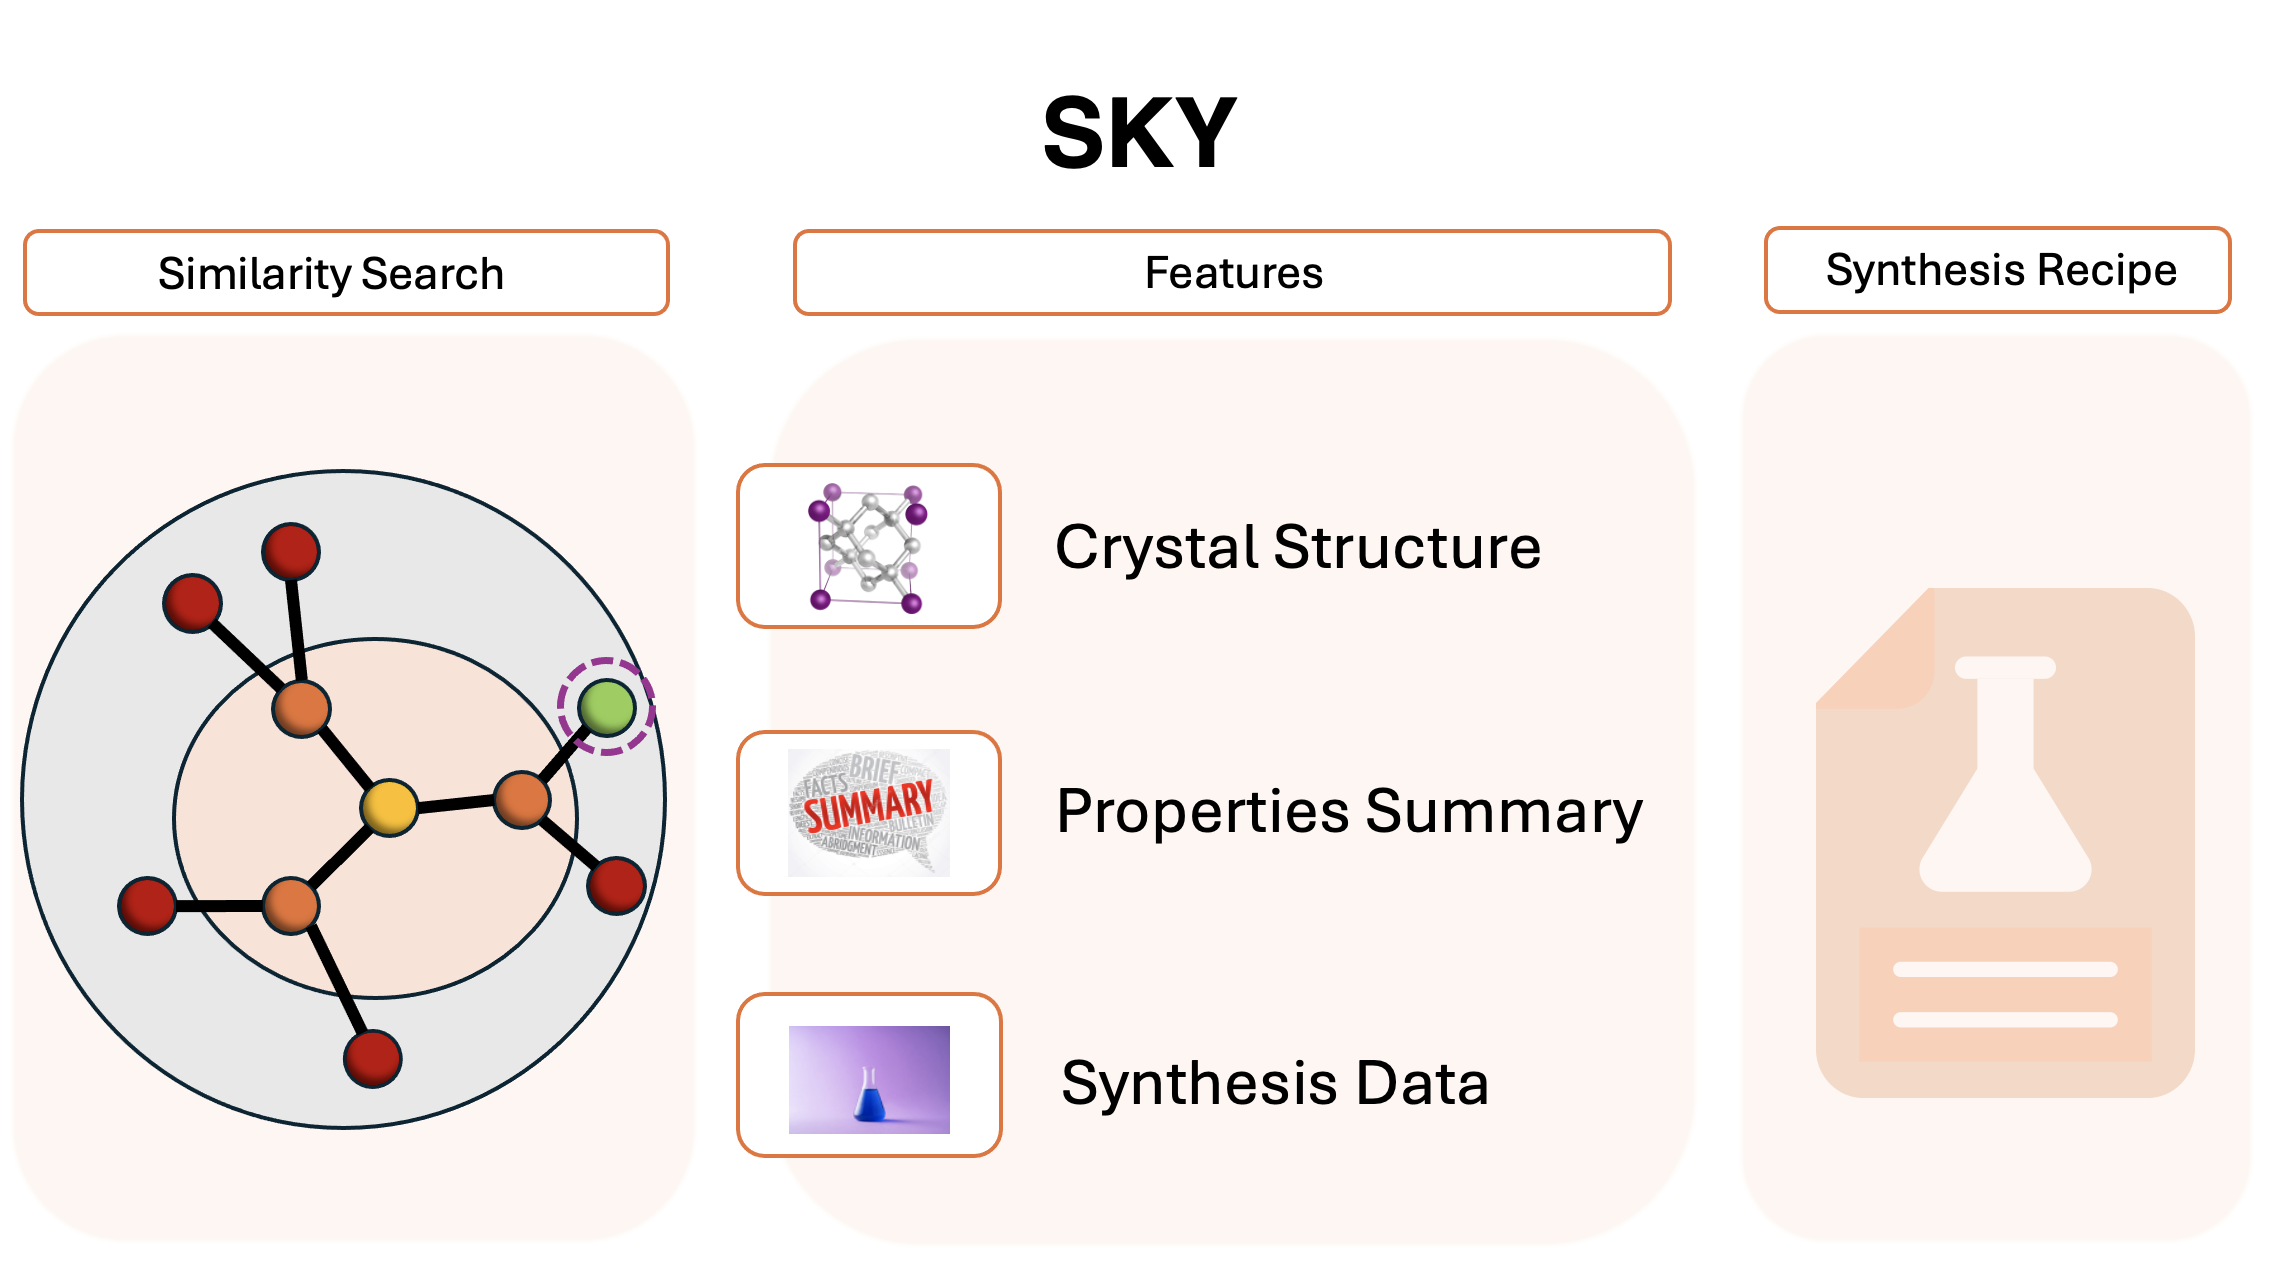 SKY
Similarity Search
Features
Synthesis Recipe
Crystal Structure
BRIEF
FACTS
SUMMARY
BULLETIN
INFORMATION
ABRIDGMENT
Properties Summary
Synthesis Data